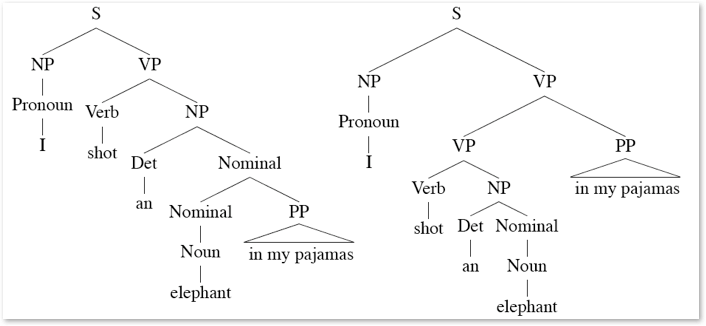 S
NP VP
Pronoun Verb NP
I shot Det Nominal
an Nominal PP
Noun in my pajamas
elephant
S
NP VP
Pronoun VP PP
I Verb NP in my pajamas
shot Det Nominal
an Noun
elephant